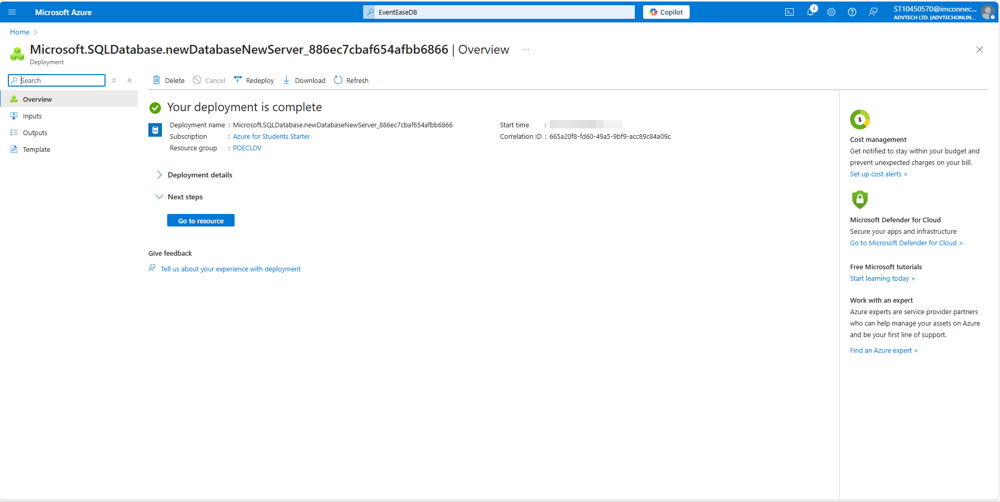 Microsoft Azure
EventEaseDB
Copilot
4
ST10450570@imconnec...
ADVTECH LTD. (ADVTECHONLIN...
Home
Microsoft.SQLDatabase.newDatabaseNewServer_886ec7cbaf654afbb6866 | Overview ...
Deployment
Search
Delete
Cancel
Redeploy
Download
Refresh
Overview
Inputs
Outputs
Template
Your deployment is complete
SQL
Deployment name : Microsoft.SQLDatabase.newDatabaseNewServer_886ec7cbaf654afbb6866
Subscription : Azure for Students Starter
Resource group : POECLDV
Start time :
Correlation ID : 665a20f8-fd60-49a5-9bf9-acc89c84a09c
Deployment details
Next steps
Go to resource
Give feedback
Tell us about your experience with deployment
$
Cost management
Get notified to stay within your budget and
prevent unexpected charges on your bill.
Set up cost alerts >
Microsoft Defender for Cloud
Secure your apps and infrastructure
Go to Microsoft Defender for Cloud >
Free Microsoft tutorials
Start learning today >
Work with an expert
Azure experts are service provider partners
who can help manage your assets on Azure
and be your first line of support.
Find an Azure expert >